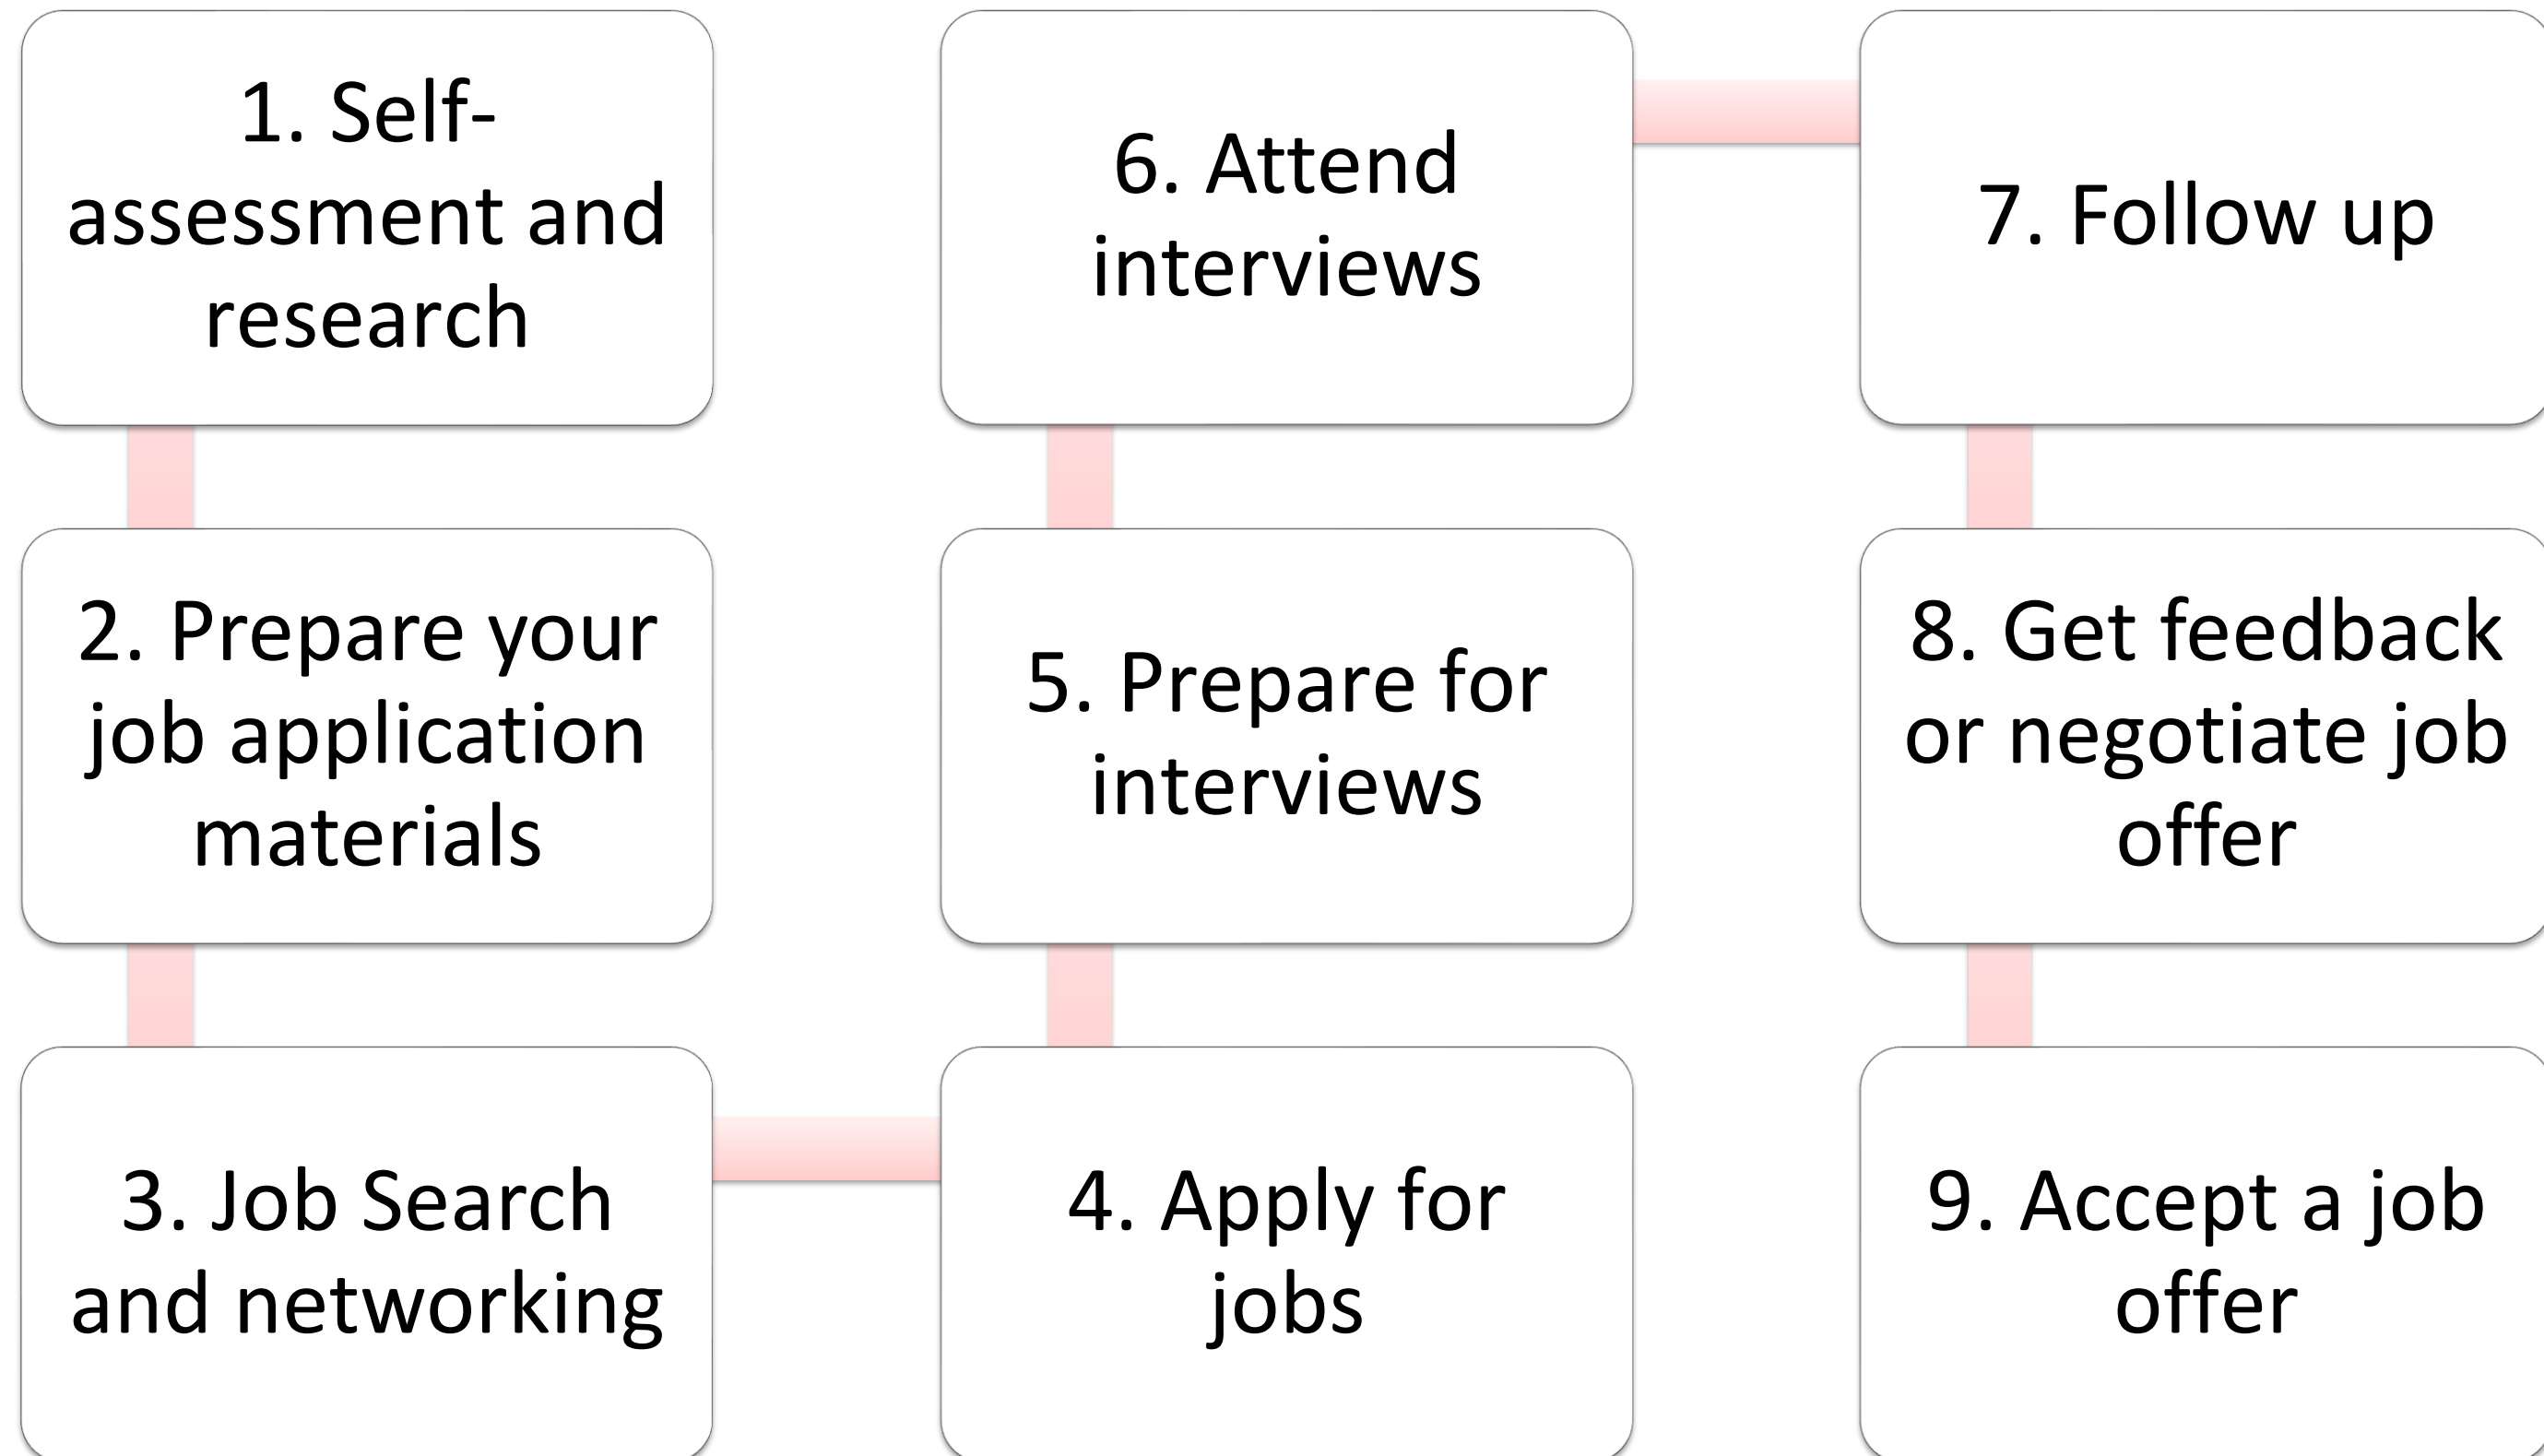 1. Self-
assessment and
research
2. Prepare your
job application
materials
3. Job Search
and networking
4. Apply for
jobs
5. Prepare for
interviews
6. Attend
interviews
7. Follow up
8. Get feedback
or negotiate job
offer
9. Accept a job
offer